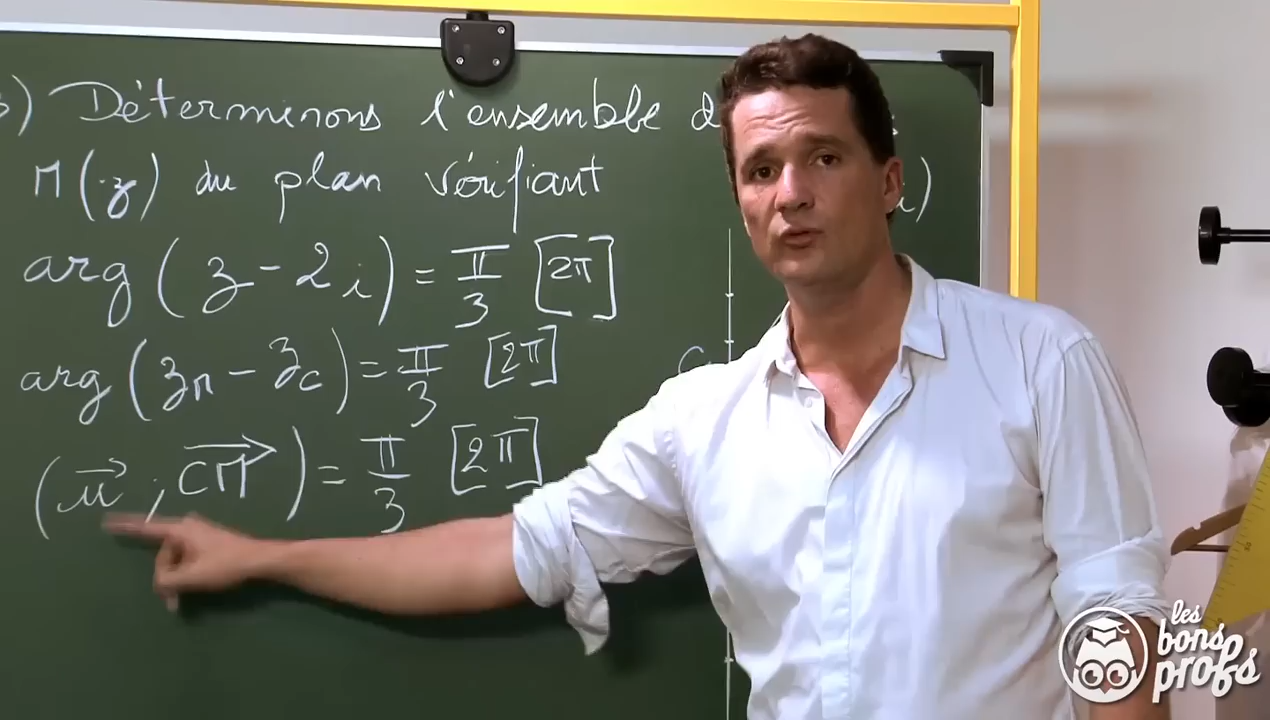 ) Déterminons l'ensemble d
M(z) du plan vérifiant
i)
arg(z - 2i) = π/3 [2π]
arg(zM - zC) = π/3 [2π]
C
(u⃗ ; CM⃗) = π/3 [2π]
les
bons
profs